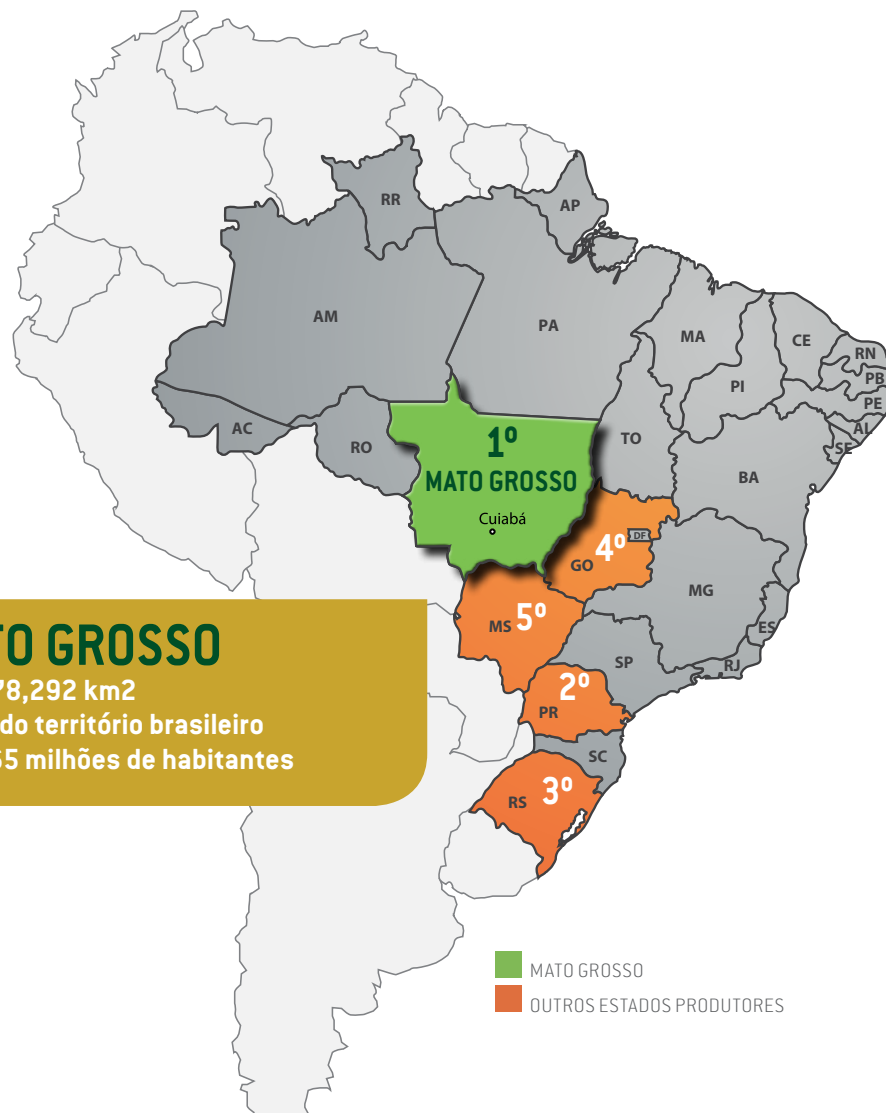 RR
AP
AM
PA
MA
CE
RN
PB
PE
AL
SE
PI
AC
RO
TO
BA
1º
MATO GROSSO
Cuiabá
GO
4º
DF
MG
ES
MS
5º
SP
RJ
2º
PR
SC
RS
3º
TO GROSSO
78,292 km2
do território brasileiro
65 milhões de habitantes
MATO GROSSO
OUTROS ESTADOS PRODUTORES